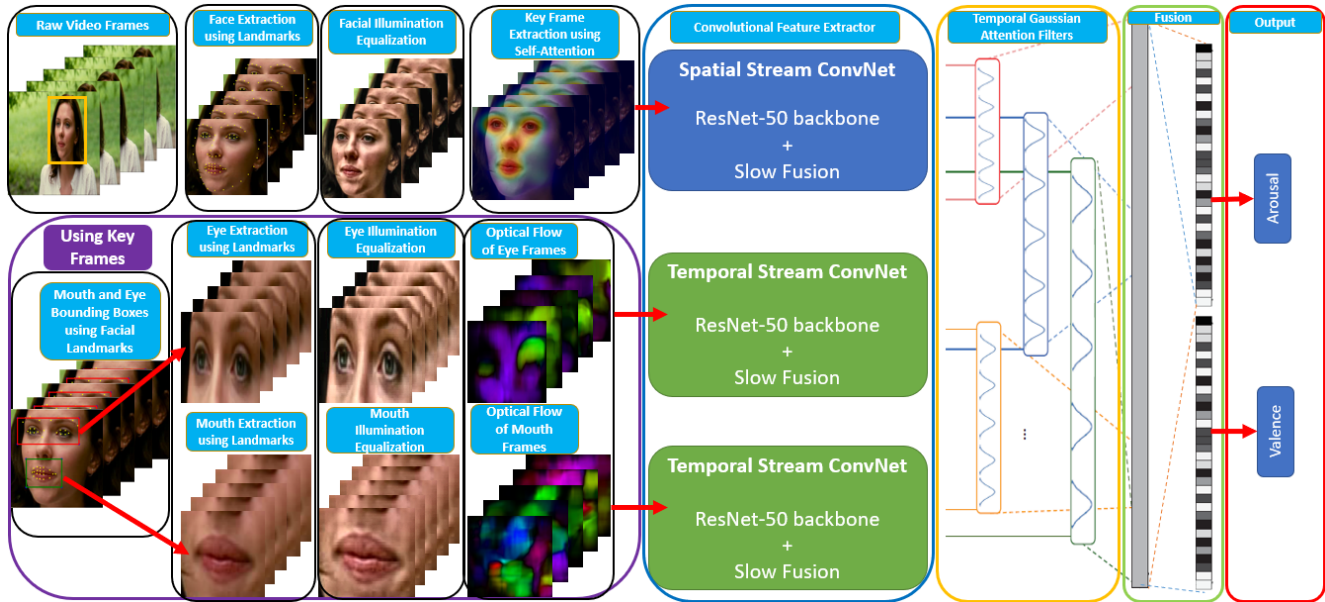 Raw Video Frames
Face Extraction
using Landmarks
Facial Illumination
Equalization
Key Frame
Extraction using
Self-Attention
Convolutional Feature Extractor
Temporal Gaussian
Attention Filters
Fusion
Output
Spatial Stream ConvNet
ResNet-50 backbone
+
Slow Fusion
Using Key
Frames
Mouth and Eye
Bounding Boxes
using Facial
Landmarks
Eye Extraction
using Landmarks
Eye Illumination
Equalization
Optical Flow
of Eye Frames
Temporal Stream ConvNet
ResNet-50 backbone
+
Slow Fusion
Mouth Extraction
using Landmarks
Mouth
Illumination
Equalization
Optical Flow
of Mouth
Frames
Temporal Stream ConvNet
ResNet-50 backbone
+
Slow Fusion
...
Arousal
Valence